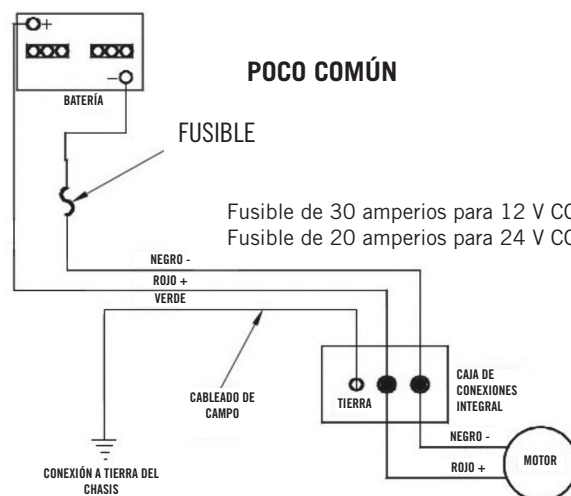 +
−
BATERÍA
POCO COMÚN
FUSIBLE
Fusible de 30 amperios para 12 V CC
Fusible de 20 amperios para 24 V CC
NEGRO -
ROJO +
VERDE
CABLEADO DE
CAMPO
TIERRA
CAJA DE
CONEXIONES
INTEGRAL
NEGRO -
ROJO +
MOTOR
CONEXIÓN A TIERRA DEL
CHASIS